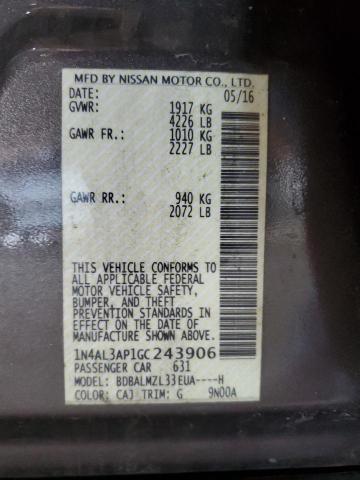 MFD BY NISSAN MOTOR CO., LTD.
DATE: 05/16
GVWR: 1917 KG
4226 LB
GAWR FR.: 1010 KG
2227 LB
GAWR RR.: 940 KG
2072 LB
THIS VEHICLE CONFORMS TO
ALL APPLICABLE FEDERAL
MOTOR VEHICLE SAFETY,
BUMPER, AND THEFT
PREVENTION STANDARDS IN
EFFECT ON THE DATE OF
MANUFACTURE SHOWN ABOVE.
1N4AL3AP1GC243906
PASSENGER CAR 631
MODEL: BDBALMZL33EUA----H
COLOR: CAJ TRIM: G 9N00A